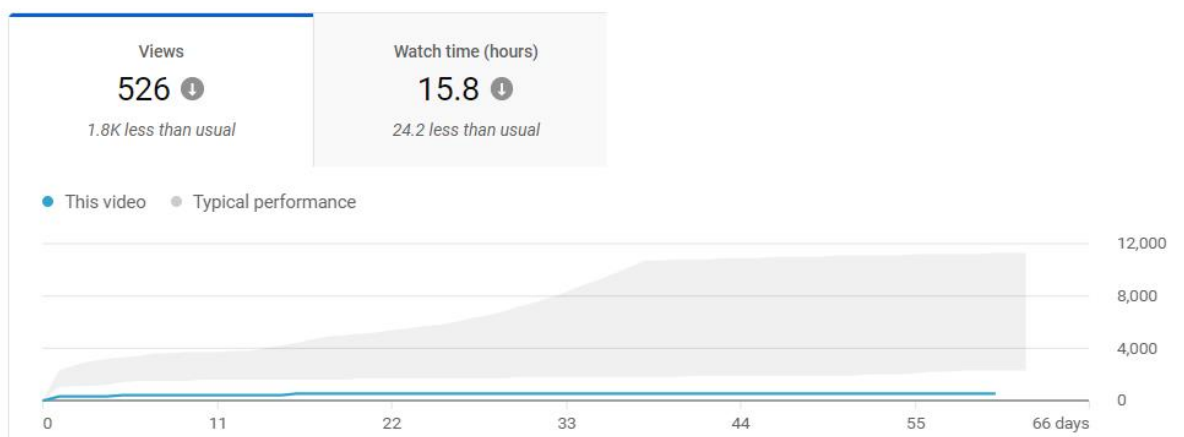 Views
526
1.8K less than usual
Watch time (hours)
15.8
24.2 less than usual
This video
Typical performance
12,000
8,000
4,000
0
0 11 22 33 44 55 66 days